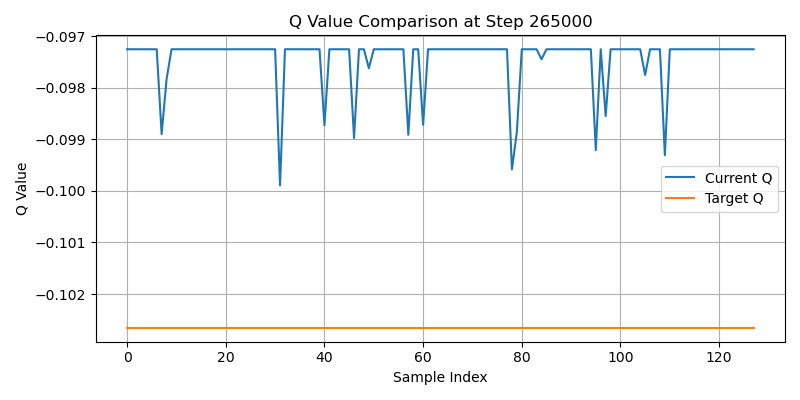 Q Value Comparison at Step 265000
−0.097
−0.098
−0.099
−0.100
−0.101
−0.102
Q Value
Current Q
Target Q
0 20 40 60 80 100 120
Sample Index